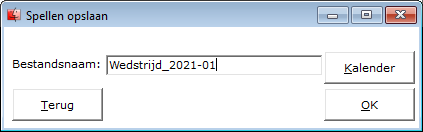 Spellen opslaan
Bestandsnaam: Wedstrijd_2021-01
Kalender
Terug
OK